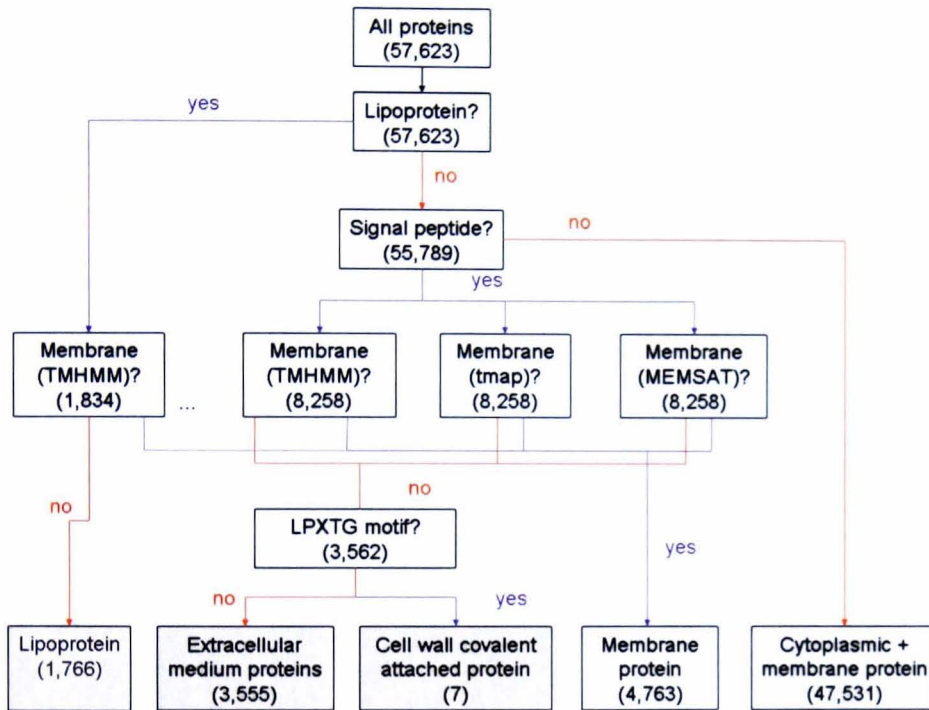 All proteins
(57,623)
yes
Lipoprotein?
(57,623)
no
Signal peptide?
(55,789)
no
yes
Membrane
(TMHMM)?
(1,834)
...
Membrane
(TMHMM)?
(8,258)
Membrane
(tmap)?
(8,258)
Membrane
(MEMSAT)?
(8,258)
no
no
LPXTG motif?
(3,562)
yes
no
yes
Lipoprotein
(1,766)
Extracellular
medium proteins
(3,555)
Cell wall covalent
attached protein
(7)
Membrane
protein
(4,763)
Cytoplasmic +
membrane protein
(47,531)